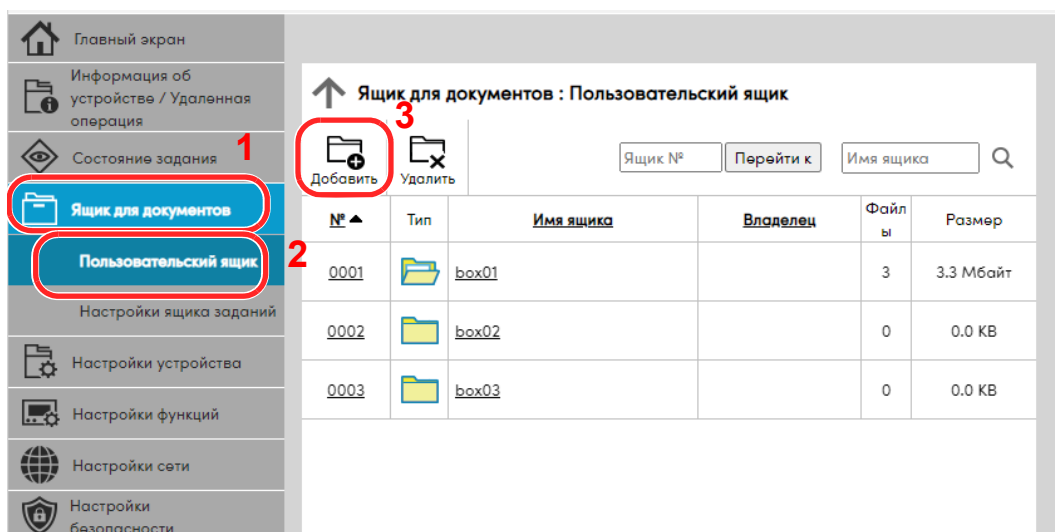 Главный экран
Информация об
устройстве / Удаленная
операция
Состояние задания
1
Ящик для документов
Пользовательский ящик
2
Настройки ящика заданий
Настройки устройства
Настройки функций
Настройки сети
Настройки
безопасности
Ящик для документов : Пользовательский ящик
3
Добавить Удалить Ящик № Перейти к Имя ящика
№ Тип Имя ящика Владелец Файл
ы Размер
0001 box01 3 3.3 Мбайт
0002 box02 0 0.0 KB
0003 box03 0 0.0 KB